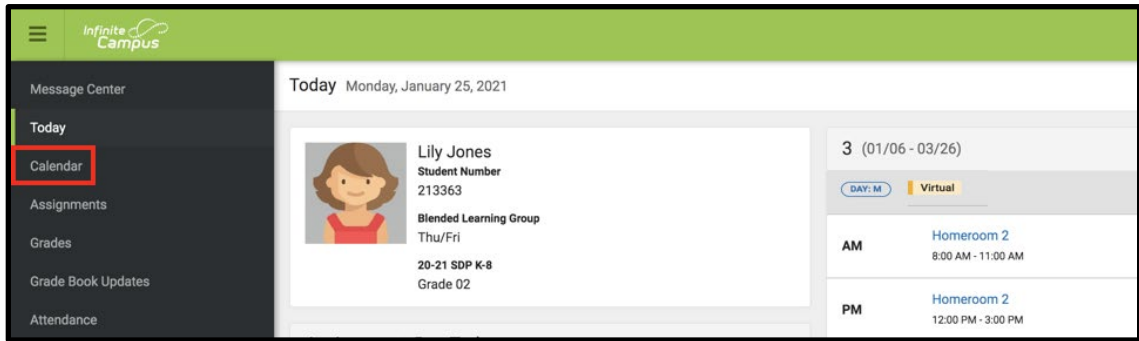 Infinite
Campus
Message Center
Today
Calendar
Assignments
Grades
Grade Book Updates
Attendance
Today Monday, January 25, 2021
Lily Jones
Student Number
213363
Blended Learning Group
Thu/Fri
20-21 SDP K-8
Grade 02
3 (01/06 - 03/26)
DAY: M Virtual
AM Homeroom 2
8:00 AM - 11:00 AM
PM Homeroom 2
12:00 PM - 3:00 PM